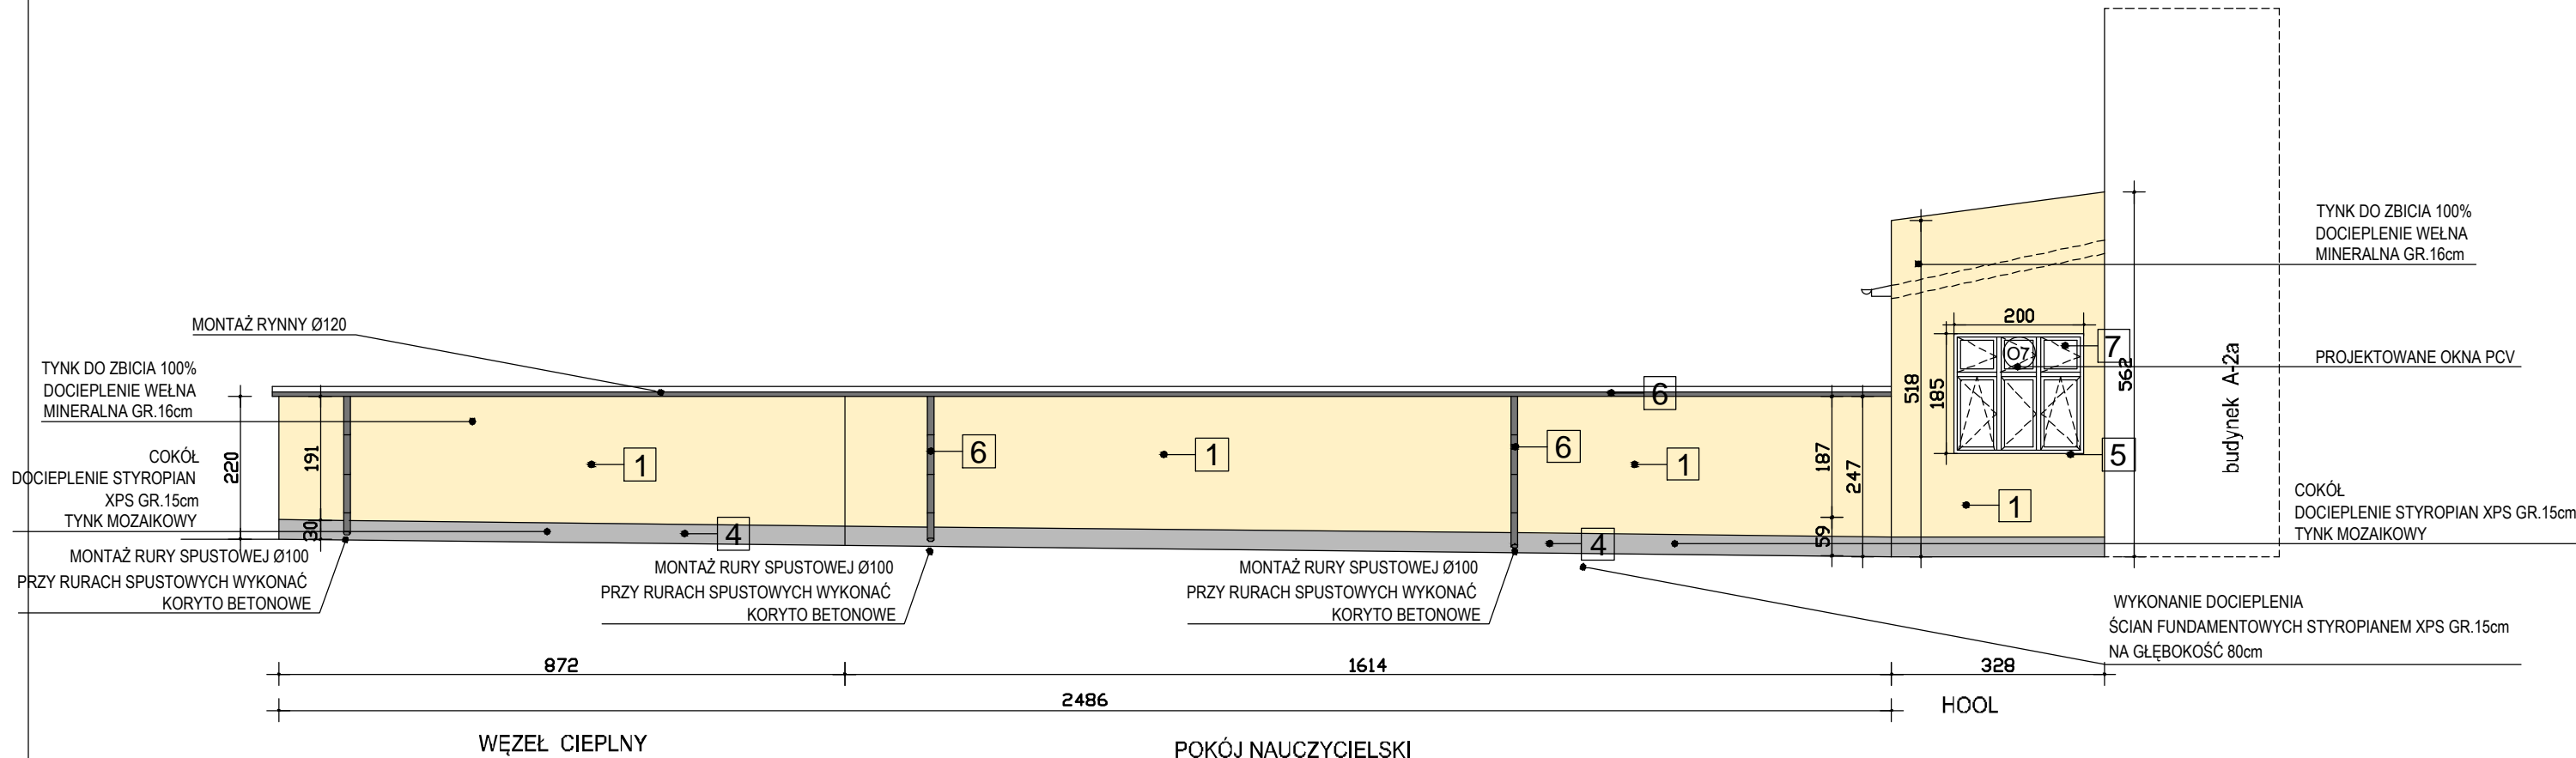 TYNK DO ZBICIA 100%
DOCIEPLENIE WEŁNA
MINERALNA GR.16cm
MONTAŻ RYNNY Ø120
TYNK DO ZBICIA 100%
DOCIEPLENIE WEŁNA
MINERALNA GR.16cm
COKÓŁ
DOCIEPLENIE STYROPIAN
XPS GR.15cm
TYNK MOZAIKOWY
220
191
30
1
6
1
6
1
6
4
4
187
247
59
518
185
200
O7
7
562
5
1
budynek A-2a
PROJEKTOWANE OKNA PCV
COKÓŁ
DOCIEPLENIE STYROPIAN XPS GR.15cm
TYNK MOZAIKOWY
MONTAŻ RURY SPUSTOWEJ Ø100
PRZY RURACH SPUSTOWYCH WYKONAĆ
KORYTO BETONOWE
MONTAŻ RURY SPUSTOWEJ Ø100
PRZY RURACH SPUSTOWYCH WYKONAĆ
KORYTO BETONOWE
MONTAŻ RURY SPUSTOWEJ Ø100
PRZY RURACH SPUSTOWYCH WYKONAĆ
KORYTO BETONOWE
WYKONANIE DOCIEPLENIA
ŚCIAN FUNDAMENTOWYCH STYROPIANEM XPS GR.15cm
NA GŁĘBOKOŚĆ 80cm
872
1614
328
2486
HOOL
WĘZEŁ CIEPLNY
POKÓJ NAUCZYCIELSKI